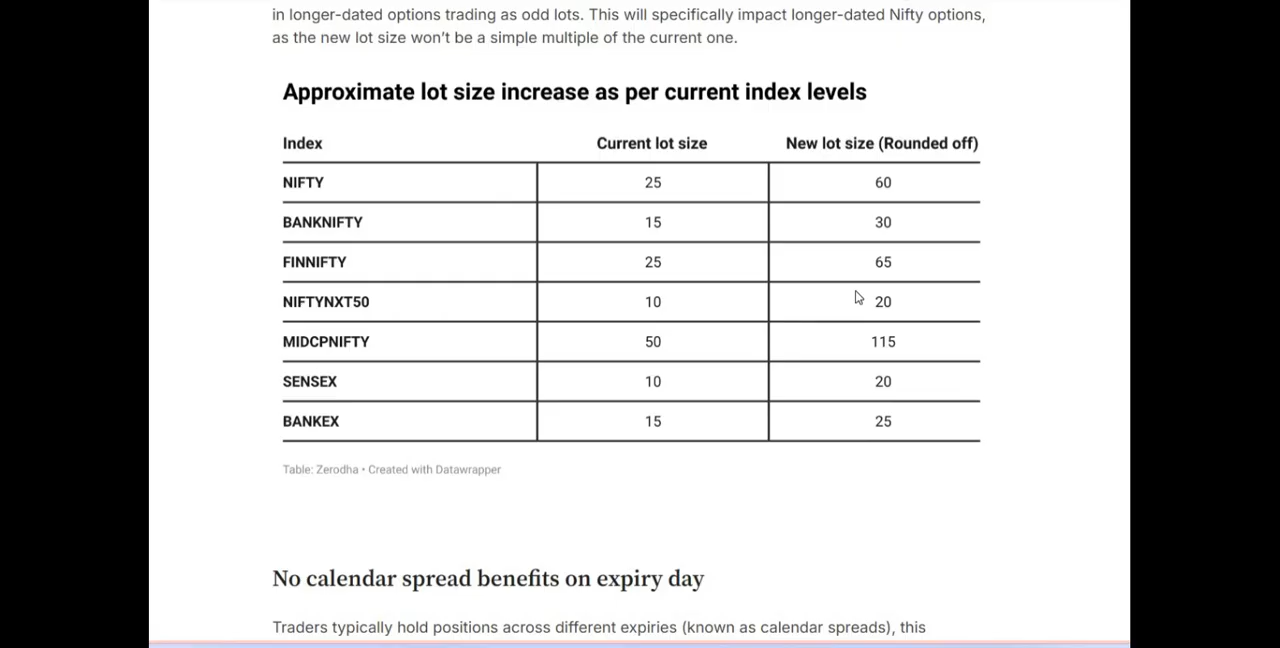 in longer-dated options trading as odd lots. This will specifically impact longer-dated Nifty options,
as the new lot size won’t be a simple multiple of the current one.
Approximate lot size increase as per current index levels
Index Current lot size New lot size (Rounded off)
NIFTY 25 60
BANKNIFTY 15 30
FINNIFTY 25 65
NIFTYNXT50 10 20
MIDCPNIFTY 50 115
SENSEX 10 20
BANKEX 15 25
Table: Zerodha • Created with Datawrapper
No calendar spread benefits on expiry day
Traders typically hold positions across different expiries (known as calendar spreads), this